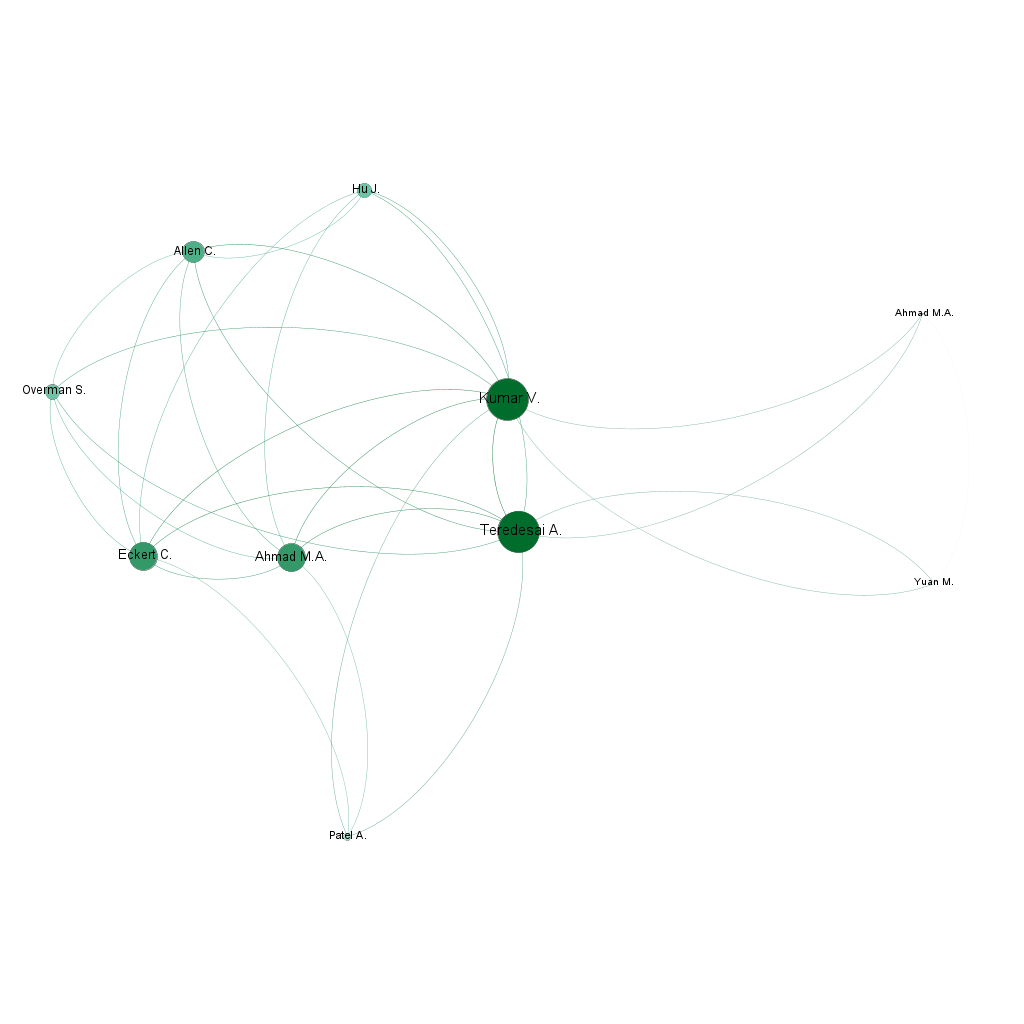 Hu J.
Allen C.
Ahmad M.A.
Overman S.
Kumar V.
Teredesai A.
Eckert C.
Ahmad M.A.
Yuan M.
Patel A.